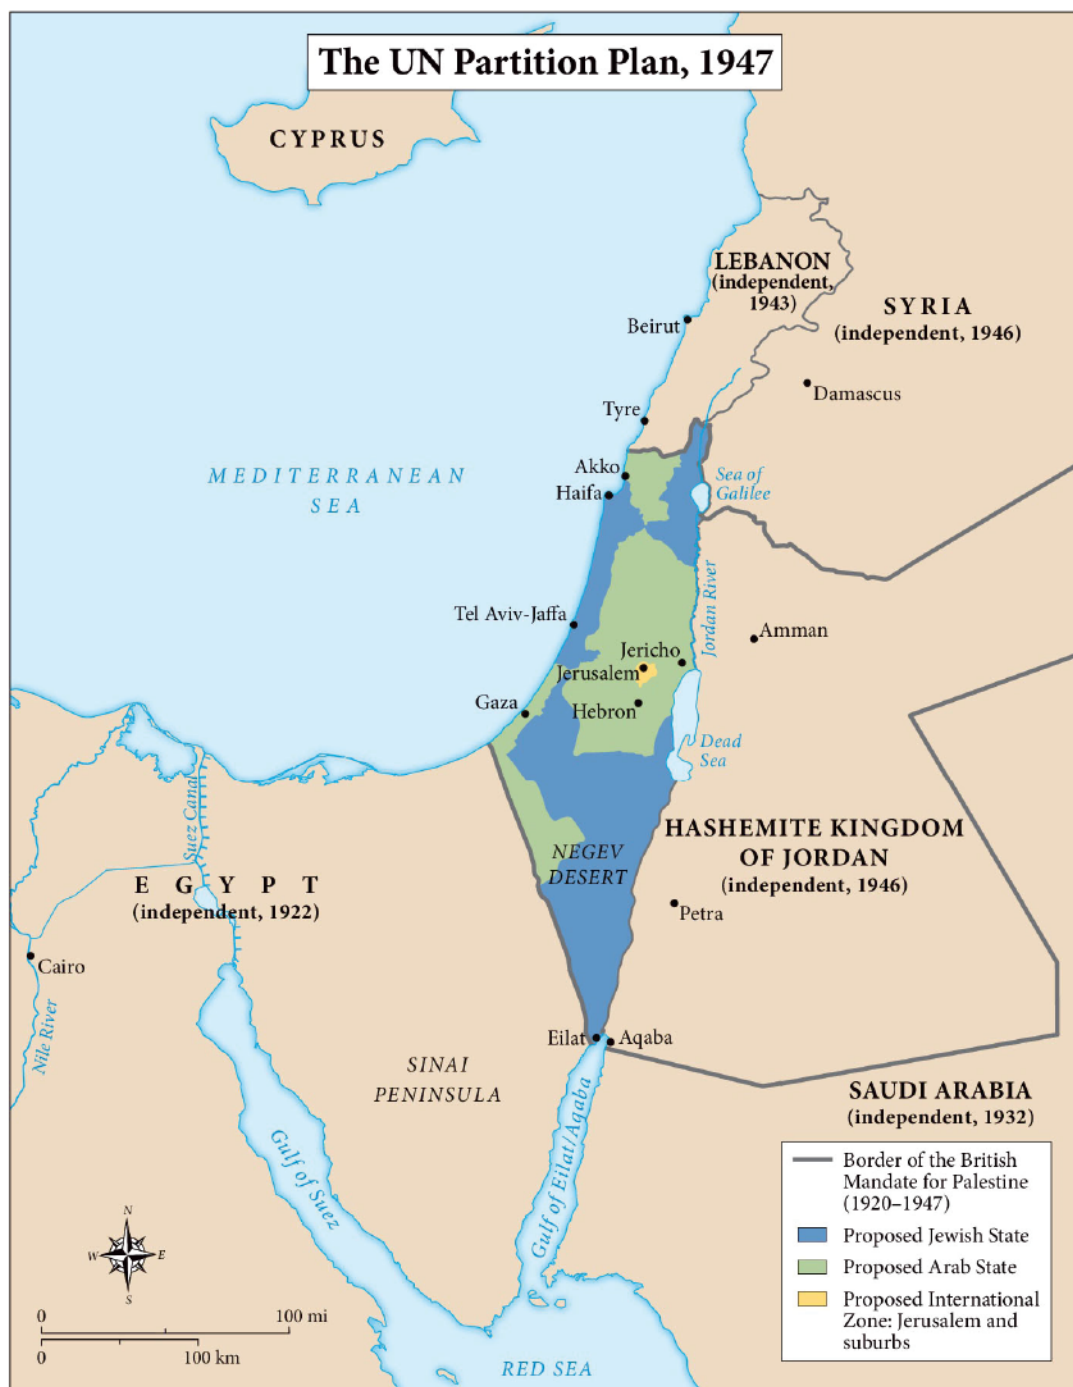 The UN Partition Plan, 1947
CYPRUS
LEBANON
(independent,
1943)
SYRIA
(independent, 1946)
Beirut
Damascus
Tyre
MEDITERRANEAN
SEA
Akko
Haifa
Sea of
Galilee
Jordan River
Tel Aviv-Jaffa
Amman
Jericho
Jerusalem
Gaza
Hebron
Dead
Sea
Suez Canal
HASHEMITE KINGDOM
OF JORDAN
(independent, 1946)
NEGEV
DESERT
EGYPT
(independent, 1922)
Petra
Cairo
Nile River
Eilat
Aqaba
SINAI
PENINSULA
Gulf of Suez
Gulf of Eilat/Aqaba
SAUDI ARABIA
(independent, 1932)
Border of the British
Mandate for Palestine
(1920–1947)
Proposed Jewish State
Proposed Arab State
Proposed International
Zone: Jerusalem and
suburbs
N
W
E
S
0
100 mi
0
100 km
RED SEA